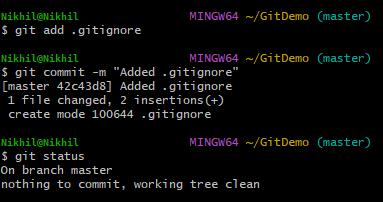 Nikhil@Nikhil MINGW64 ~/GitDemo (master)
$ git add .gitignore
Nikhil@Nikhil MINGW64 ~/GitDemo (master)
$ git commit -m "Added .gitignore"
[master 42c43d8] Added .gitignore
 1 file changed, 2 insertions(+)
 create mode 100644 .gitignore
Nikhil@Nikhil MINGW64 ~/GitDemo (master)
$ git status
On branch master
nothing to commit, working tree clean